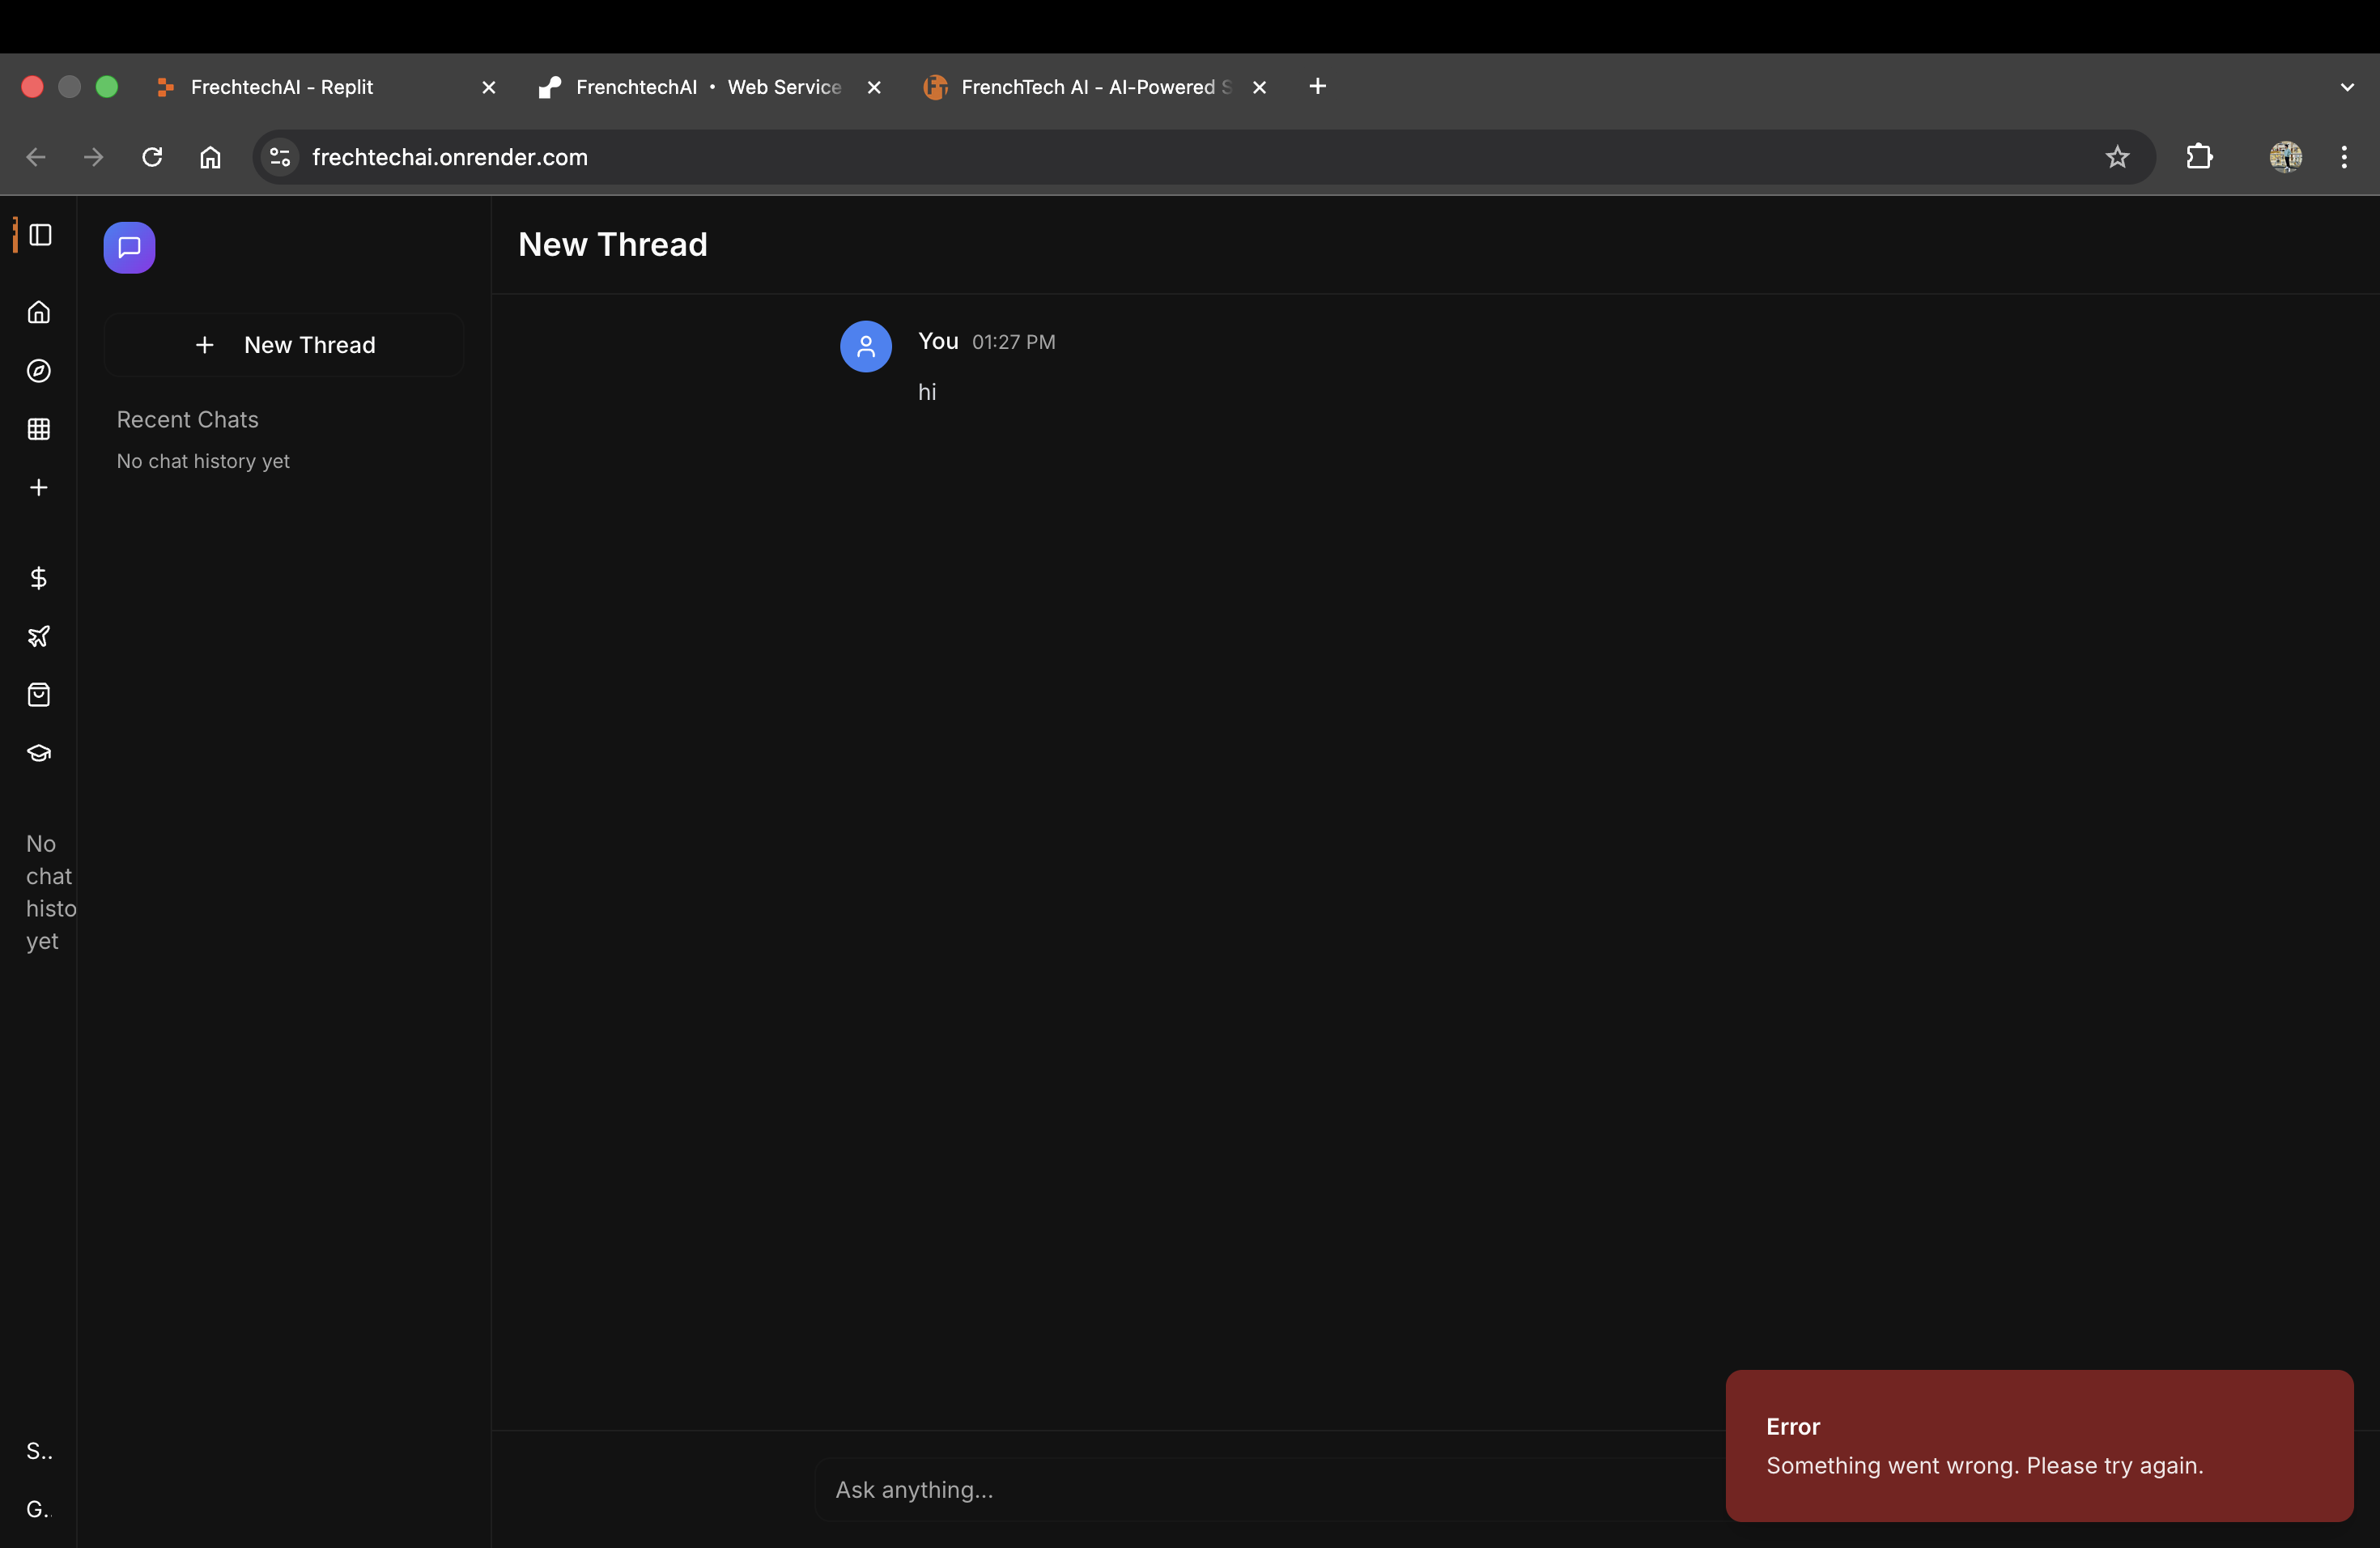 FrechtechAI - Replit
FrenchtechAI • Web Service
FrenchTech AI - AI-Powered S
frechtechai.onrender.com
New Thread
New Thread
Recent Chats
No chat history yet
You 01:27 PM
hi
No
chat
histo
yet
S..
G.
Ask anything...
Error
Something went wrong. Please try again.